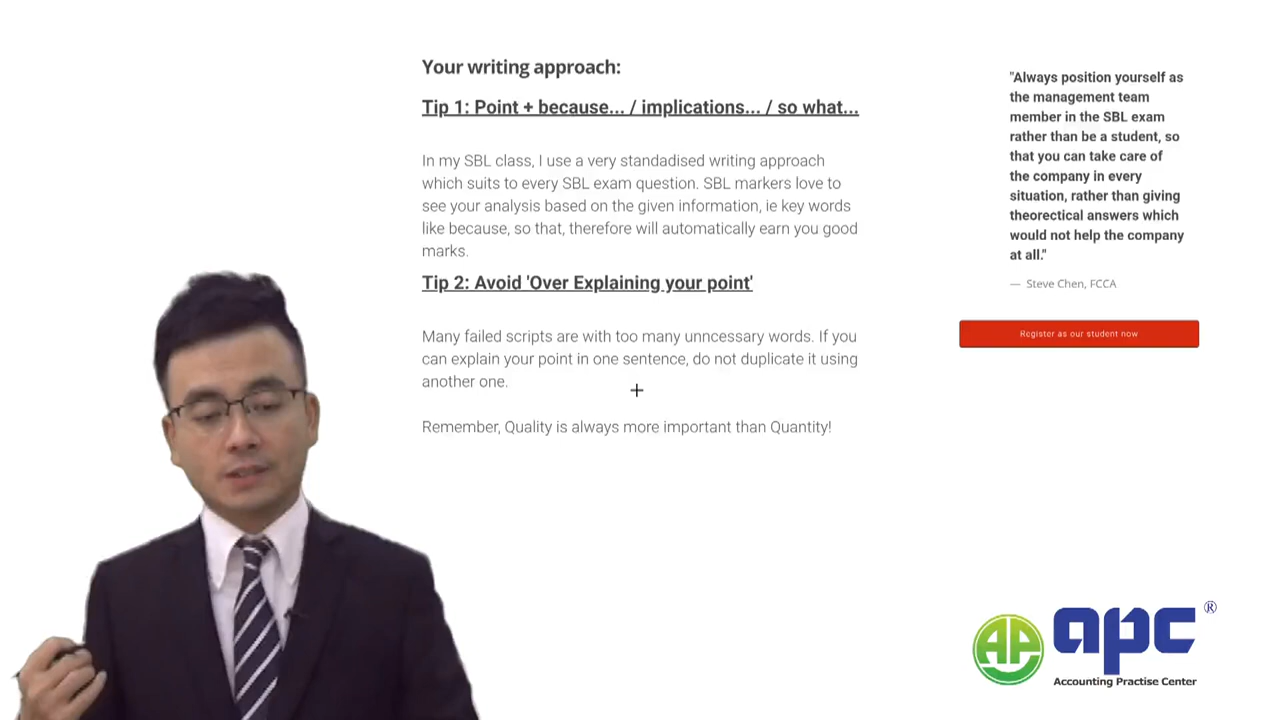 Your writing approach:
Tip 1: Point + because... / implications... / so what...
In my SBL class, I use a very standadised writing approach
which suits to every SBL exam question. SBL markers love to
see your analysis based on the given information, ie key words
like because, so that, therefore will automatically earn you good
marks.
Tip 2: Avoid 'Over Explaining your point'
Many failed scripts are with too many unncessary words. If you
can explain your point in one sentence, do not duplicate it using
another one.
Remember, Quality is always more important than Quantity!
"Always position yourself as
the management team
member in the SBL exam
rather than be a student, so
that you can take care of
the company in every
situation, rather than giving
theorectical answers which
would not help the company
at all."
— Steve Chen, FCCA
Register as our student now
AP apc ®
Accounting Practise Center